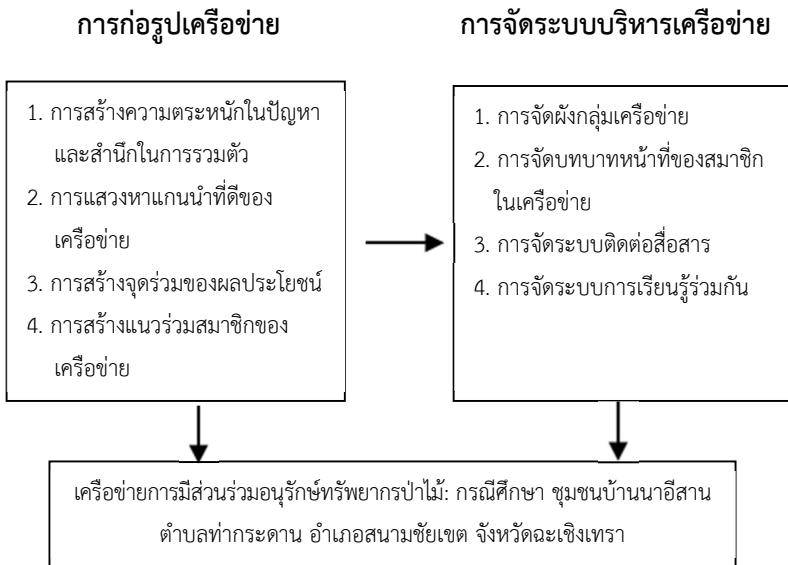 การก่อรูปเครือข่าย
การจัดระบบบริหารเครือข่าย
1. การสร้างความตระหนักในปัญหา
และสำนึกในการรวมตัว
2. การแสวงหาแกนนำที่ดีของ
เครือข่าย
3. การสร้างจุดร่วมของผลประโยชน์
4. การสร้างแนวร่วมสมาชิกของ
เครือข่าย
1. การจัดผังกลุ่มเครือข่าย
2. การจัดบทบาทหน้าที่ของสมาชิก
ในเครือข่าย
3. การจัดระบบติดต่อสื่อสาร
4. การจัดระบบการเรียนรู้ร่วมกัน
เครือข่ายการมีส่วนร่วมอนุรักษ์ทรัพยากรป่าไม้: กรณีศึกษา ชุมชนบ้านนาอีสาน
ตำบลท่ากระดาน อำเภอสนามชัยเขต จังหวัดฉะเชิงเทรา